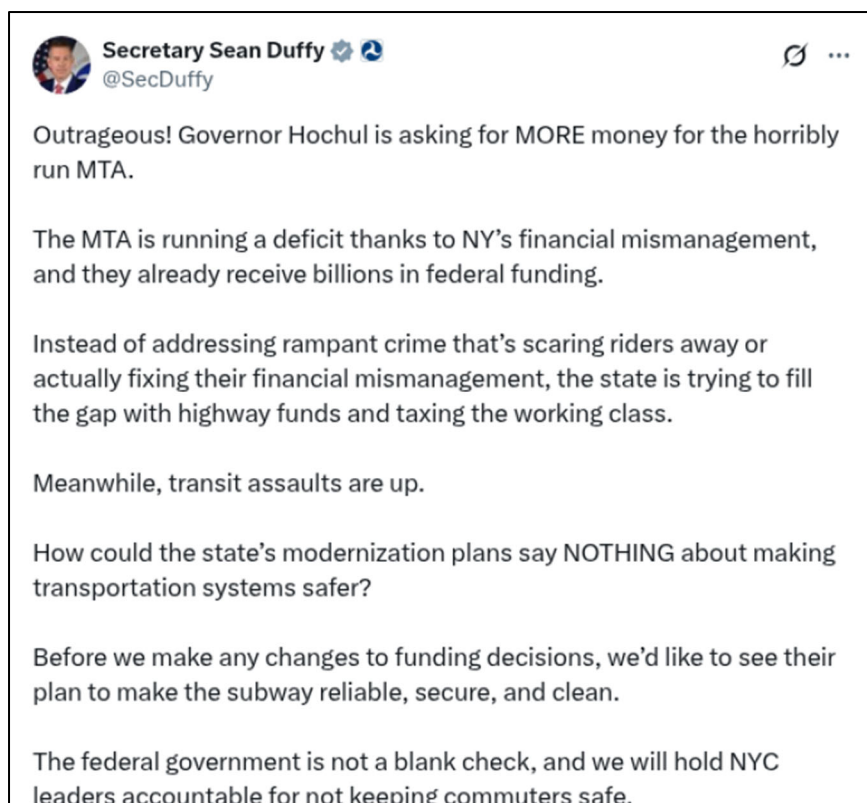 Secretary Sean Duffy
@SecDuffy
Outrageous! Governor Hochul is asking for MORE money for the horribly
run MTA.
The MTA is running a deficit thanks to NY’s financial mismanagement,
and they already receive billions in federal funding.
Instead of addressing rampant crime that’s scaring riders away or
actually fixing their financial mismanagement, the state is trying to fill
the gap with highway funds and taxing the working class.
Meanwhile, transit assaults are up.
How could the state’s modernization plans say NOTHING about making
transportation systems safer?
Before we make any changes to funding decisions, we’d like to see their
plan to make the subway reliable, secure, and clean.
The federal government is not a blank check, and we will hold NYC
leaders accountable for not keeping commuters safe.